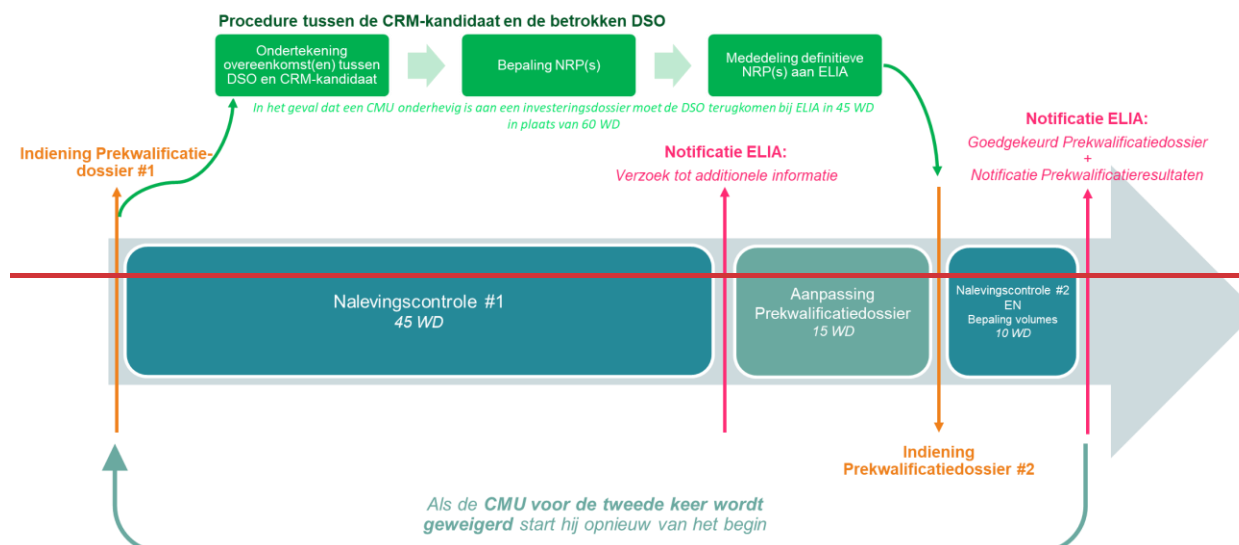 Procedure tussen de CRM-kandidaat en de betrokken DSO
Ondertekening
overeenkomst(en) tussen
DSO en CRM-kandidaat
Bepaling NRP(s)
Mededeling definitieve
NRP(s) aan ELIA
In het geval dat een CMU onderhevig is aan een investeringsdossier moet de DSO terugkomen bij ELIA in 45 WD
in plaats van 60 WD
Indiening Prekwalificatie-
dossier #1
Notificatie ELIA:
Verzoek tot additionele informatie
Notificatie ELIA:
Goedgekeurd Prekwalificatiedossier
+
Notificatie Prekwalificatieresultaten
Nalevingscontrole #1
45 WD
Aanpassing
Prekwalificatiedossier
15 WD
Nalevingscontrole #2
EN
Bepaling volumes
10 WD
Indiening
Prekwalificatiedossier #2
Als de CMU voor de tweede keer wordt
geweigerd start hij opnieuw van het begin